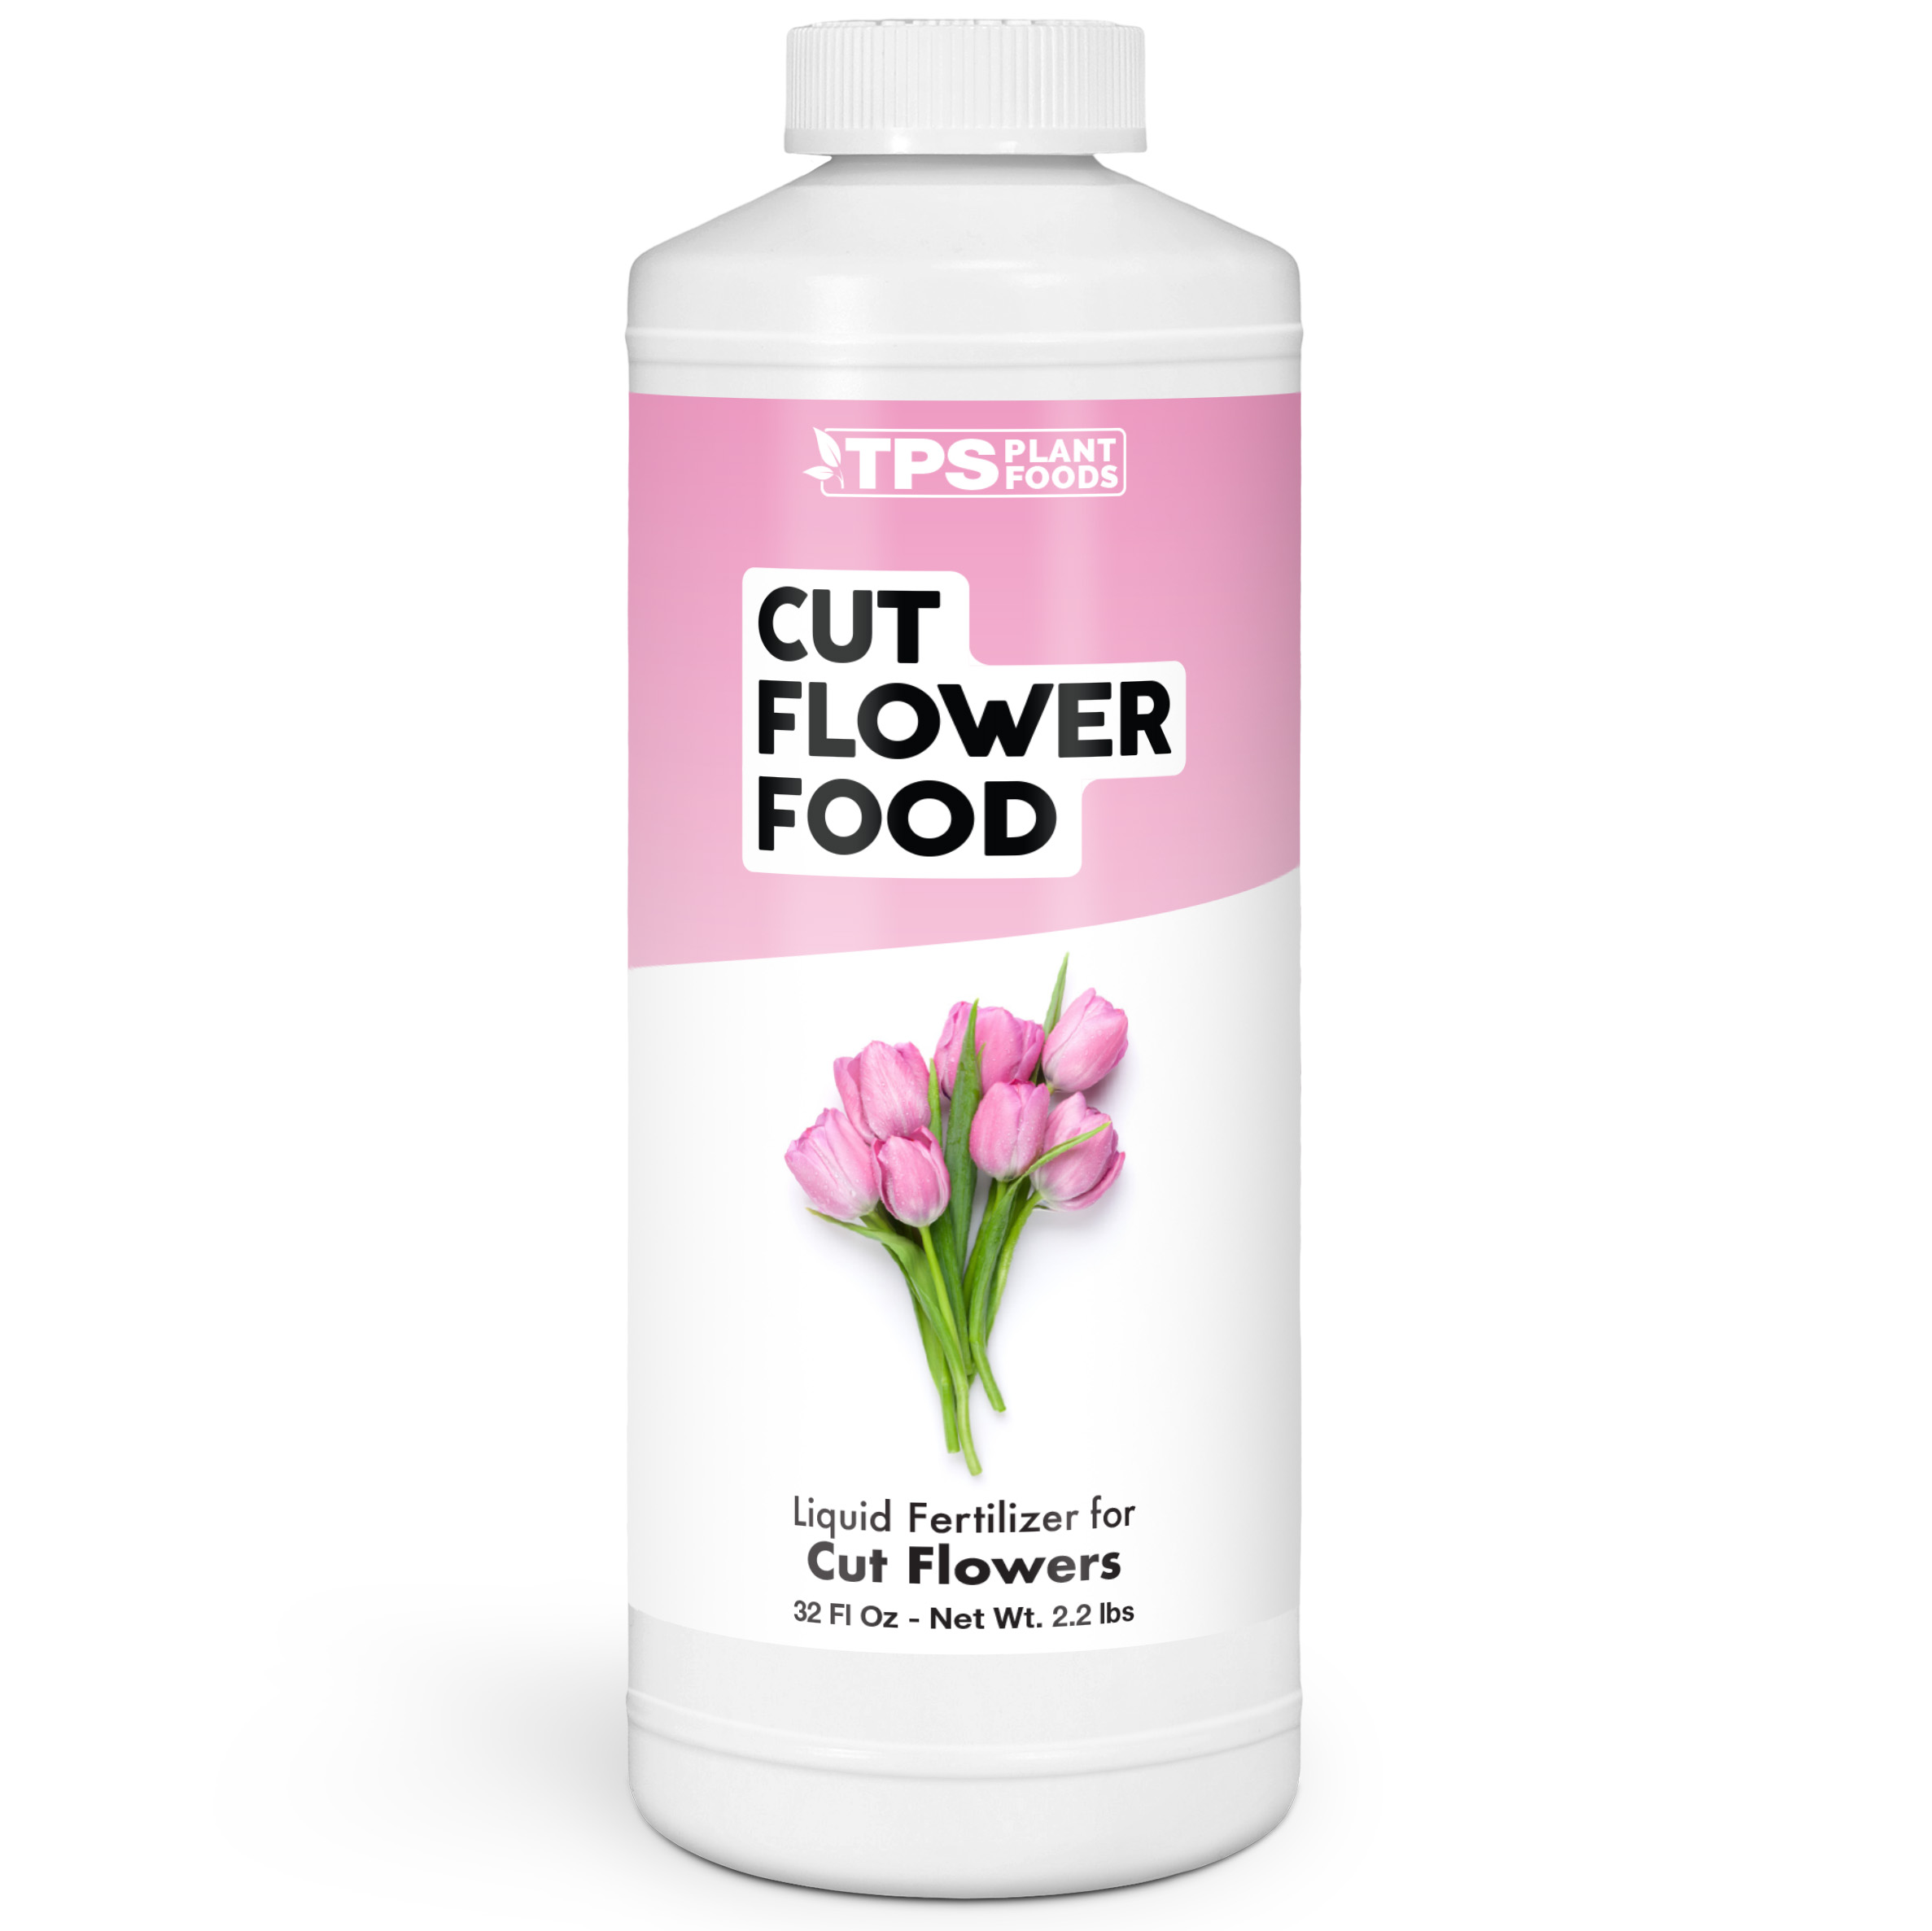 TPS PLANT FOODS
CUT
FLOWER
FOOD
Liquid Fertilizer for
Cut Flowers
32 Fl Oz - Net Wt. 2.2 lbs